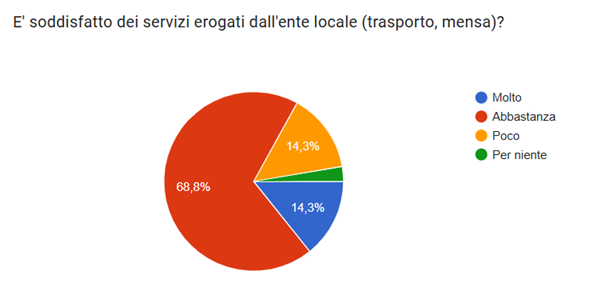 E' soddisfatto dei servizi erogati dall'ente locale (trasporto, mensa)?
Molto
Abbastanza
Poco
Per niente
14,3%
68,8%
14,3%